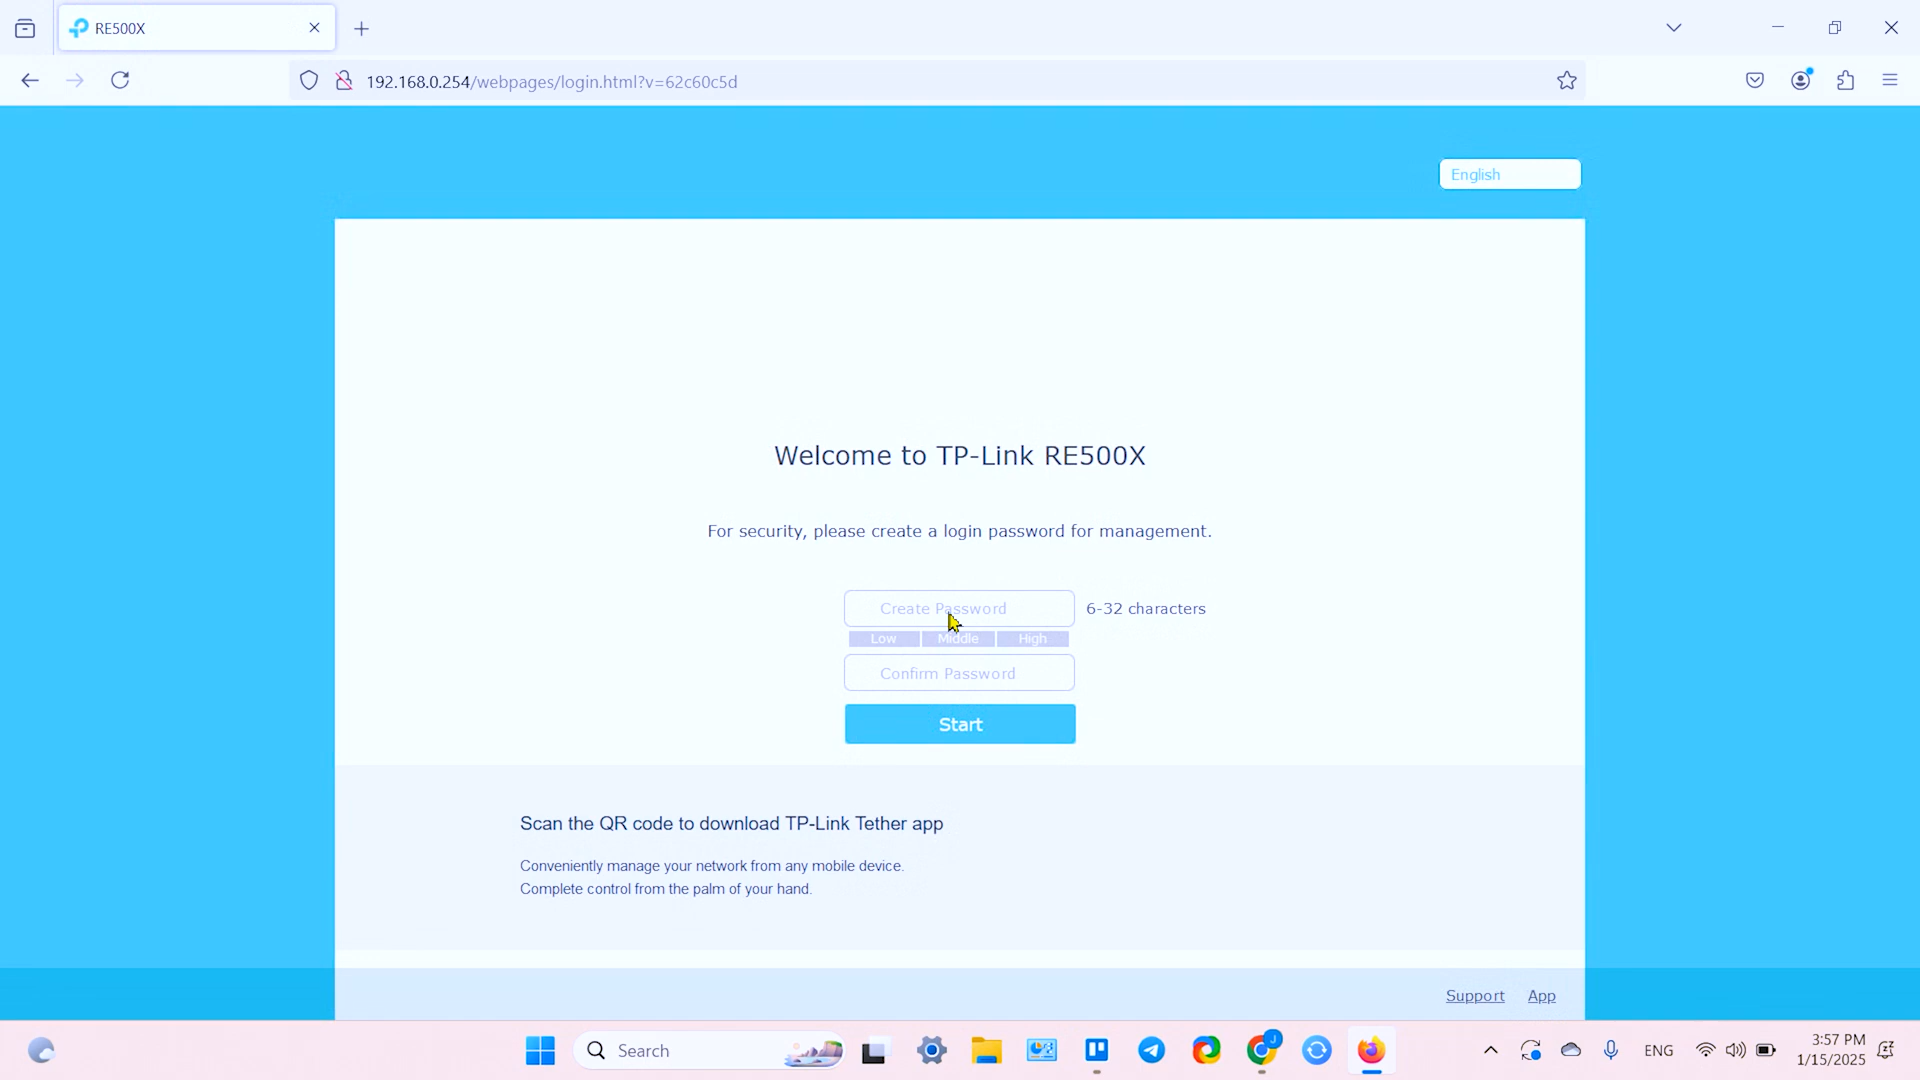 RE500X
192.168.0.254/webpages/login.html?v=62c60c5d
English
Welcome to TP-Link RE500X
For security, please create a login password for management.
Create Password
6-32 characters
Low Middle High
Confirm Password
Start
Scan the QR code to download TP-Link Tether app
Conveniently manage your network from any mobile device.
Complete control from the palm of your hand.
Support App
Search
J
ENG
3:57 PM
1/15/2025